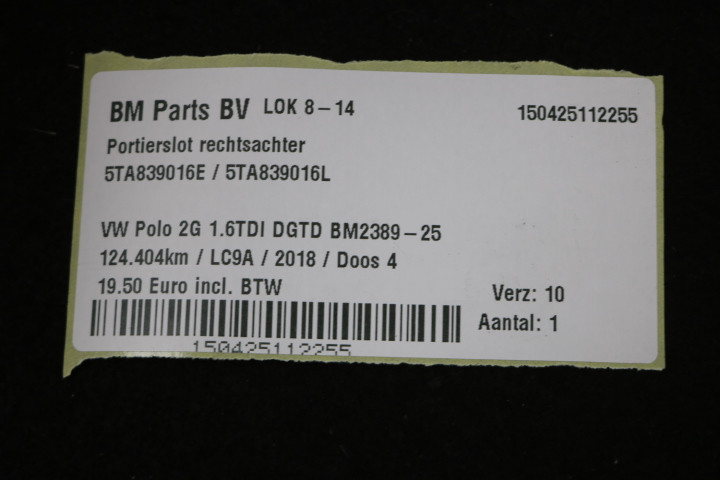 BM Parts BV LOK 8-14 150425112255
Portierslot rechtsachter
5TA839016E / 5TA839016L
VW Polo 2G 1.6TDI DGTD BM2389-25
124.404km / LC9A / 2018 / Doos 4
19.50 Euro incl. BTW
Verz: 10
Aantal: 1
150425112255